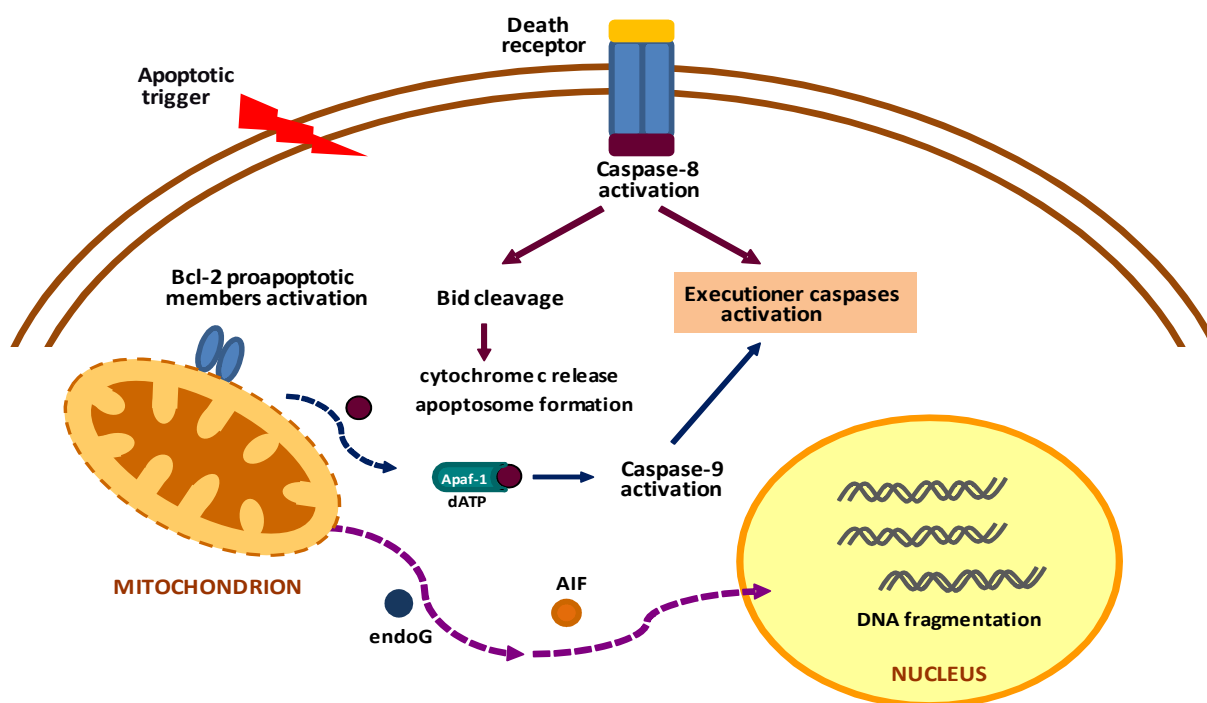 Death
receptor
Apoptotic
trigger
Caspase-8
activation
Bcl-2 proapoptotic
members activation
Bid cleavage
Executioner caspases
activation
cytochrome c release
apoptosome formation
Apaf-1
dATP
Caspase-9
activation
MITOCHONDRION
AIF
endoG
DNA fragmentation
NUCLEUS